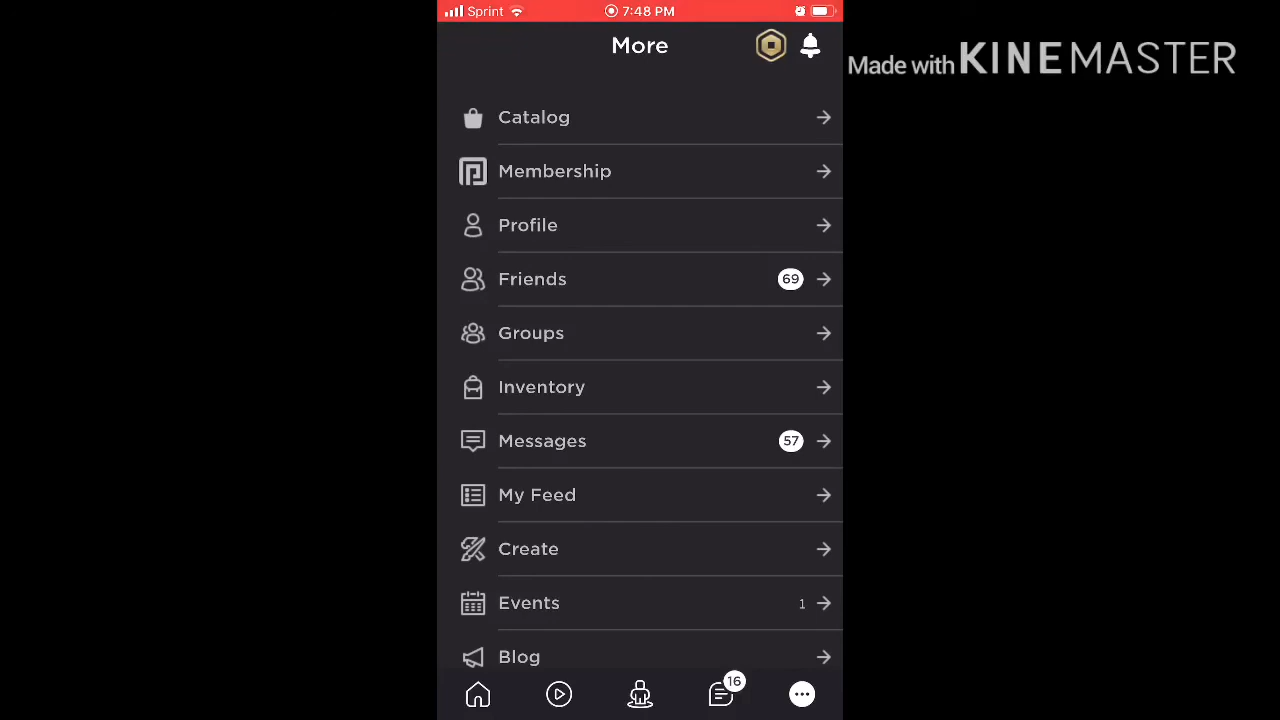 Sprint 7:48 PM
More
Made with KINEMASTER
Catalog
Membership
Profile
Friends 69
Groups
Inventory
Messages 57
My Feed
Create
Events 1
Blog
16